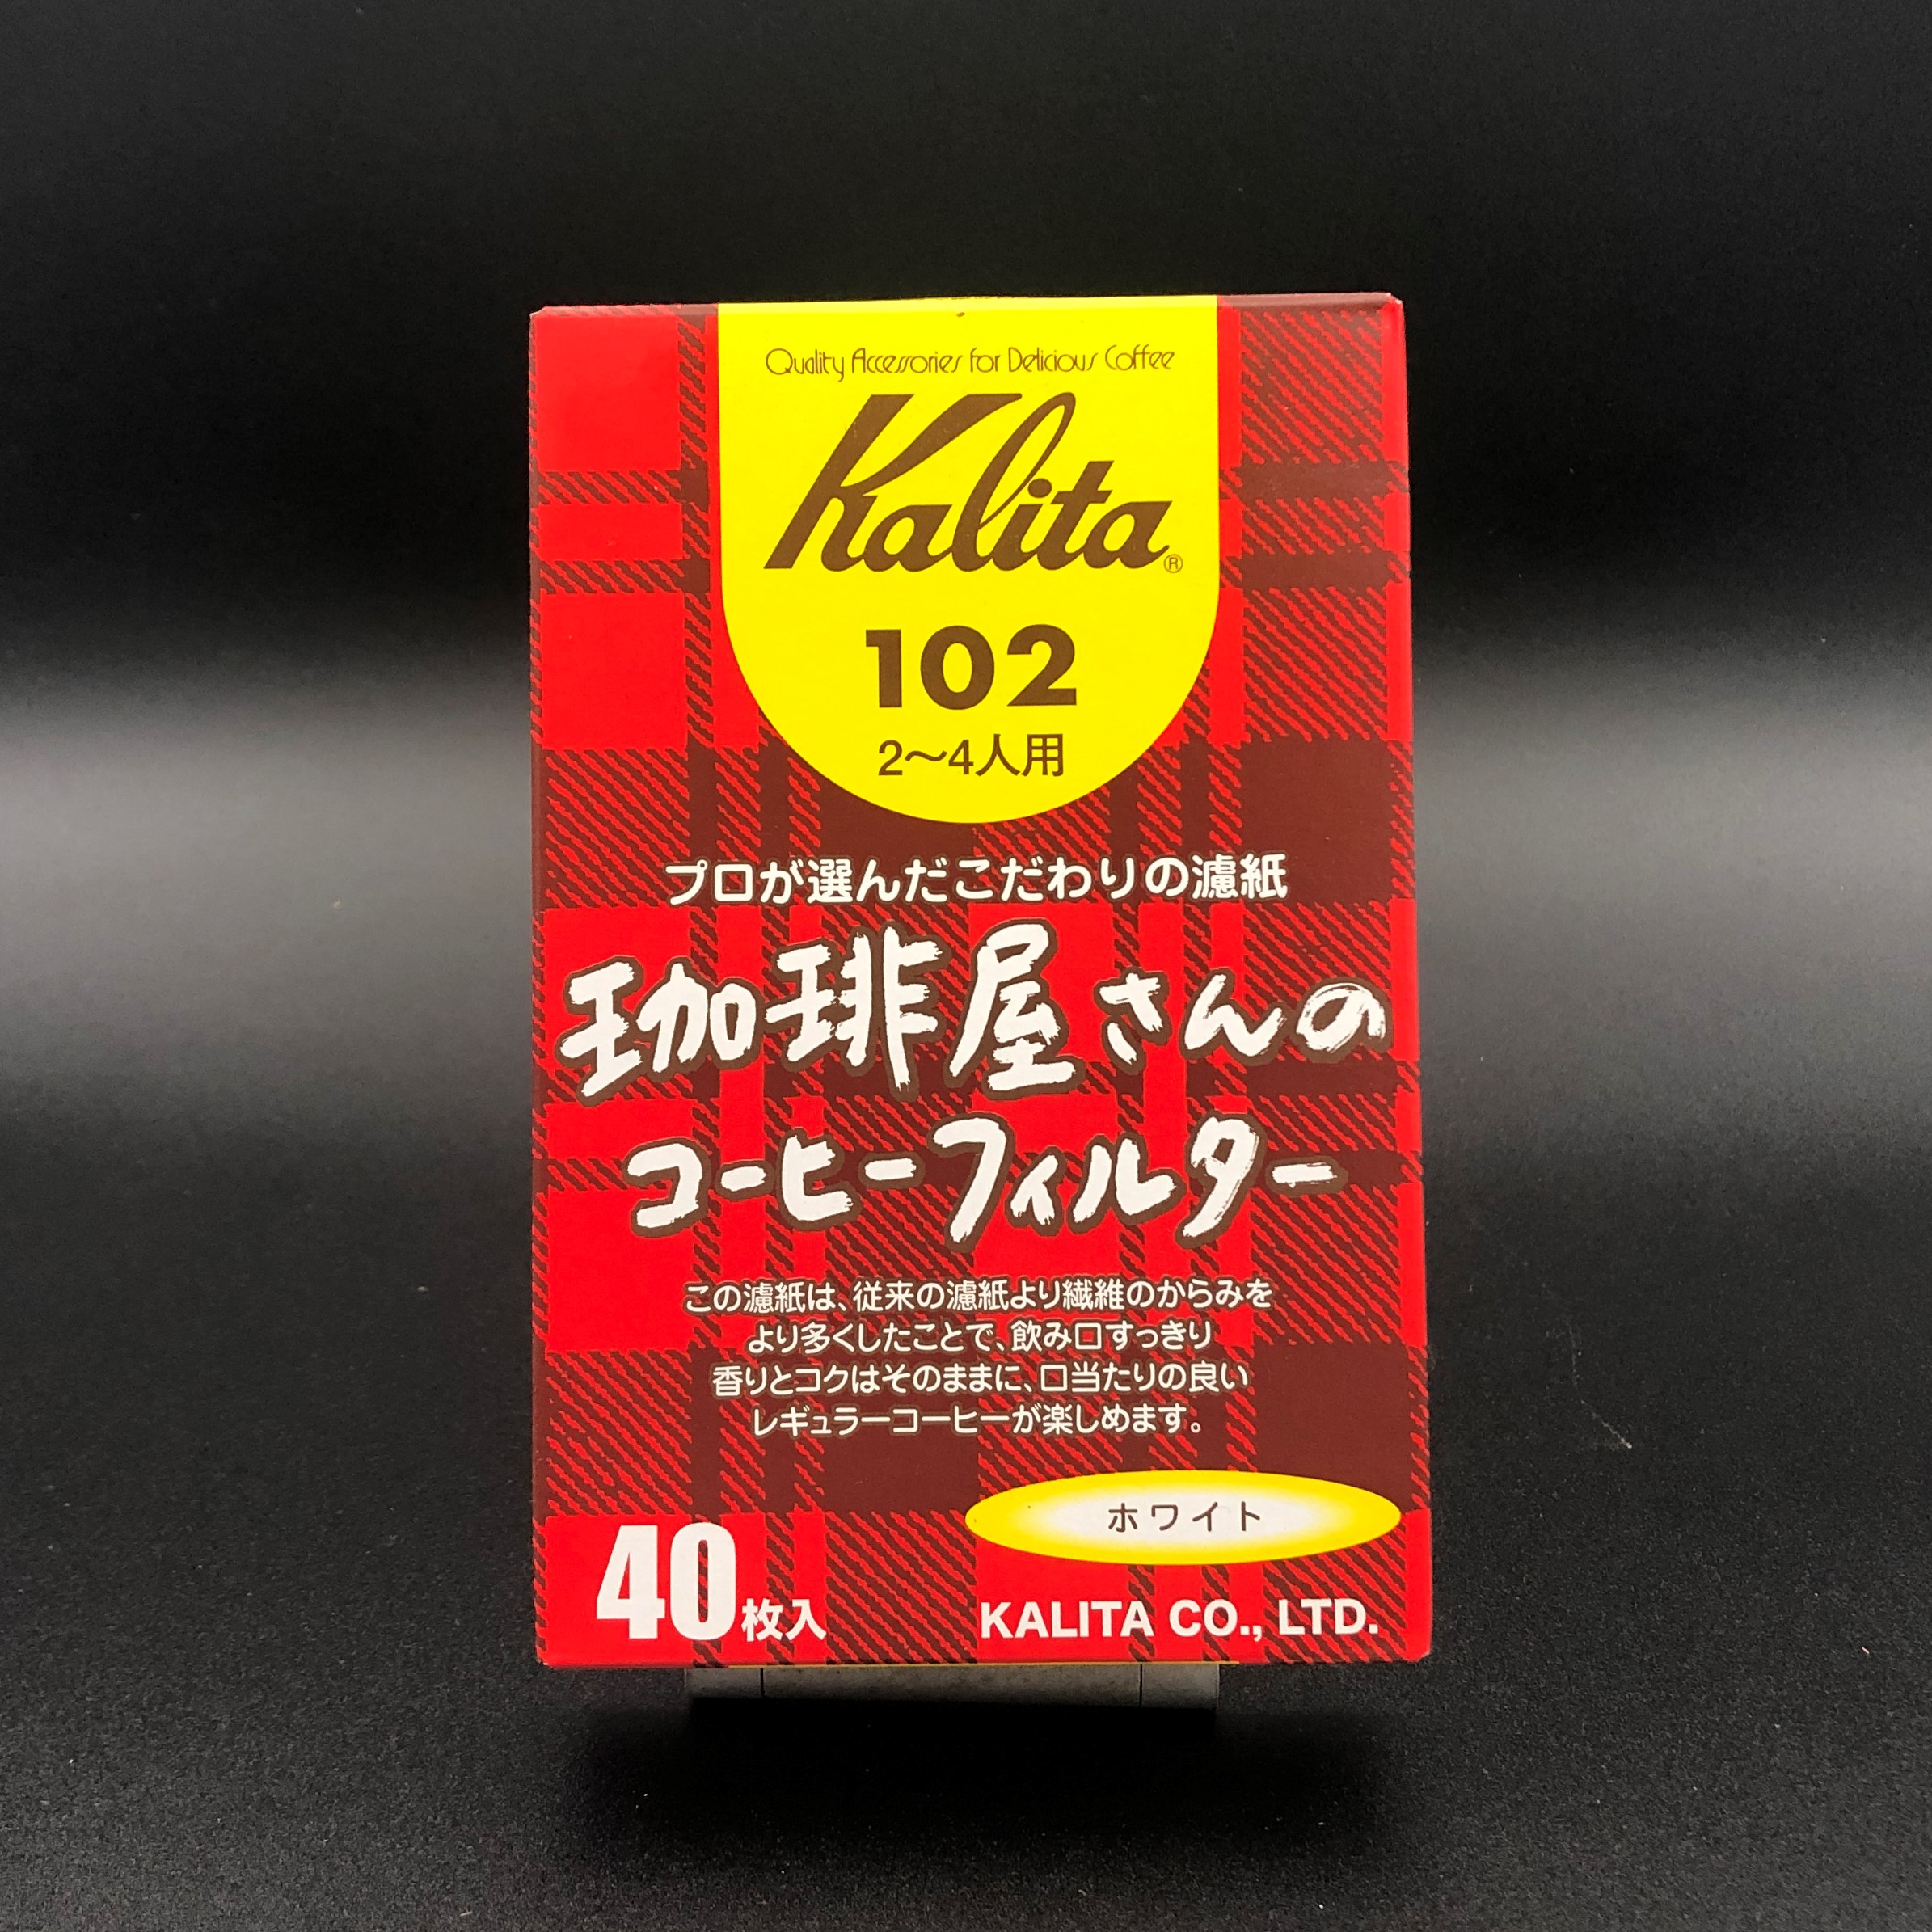 Quality Accessories for Delicious Coffee
Kalita®
102
2〜4人用
プロが選んだこだわりの濾紙
珈琲屋さんの
コーヒーフィルター
この濾紙は、従来の濾紙より繊維のからみを
より多くしたことで、飲み口すっきり
香りとコクはそのままに、口当たりの良い
レギュラーコーヒーが楽しめます。
ホワイト
40枚入
KALITA CO., LTD.